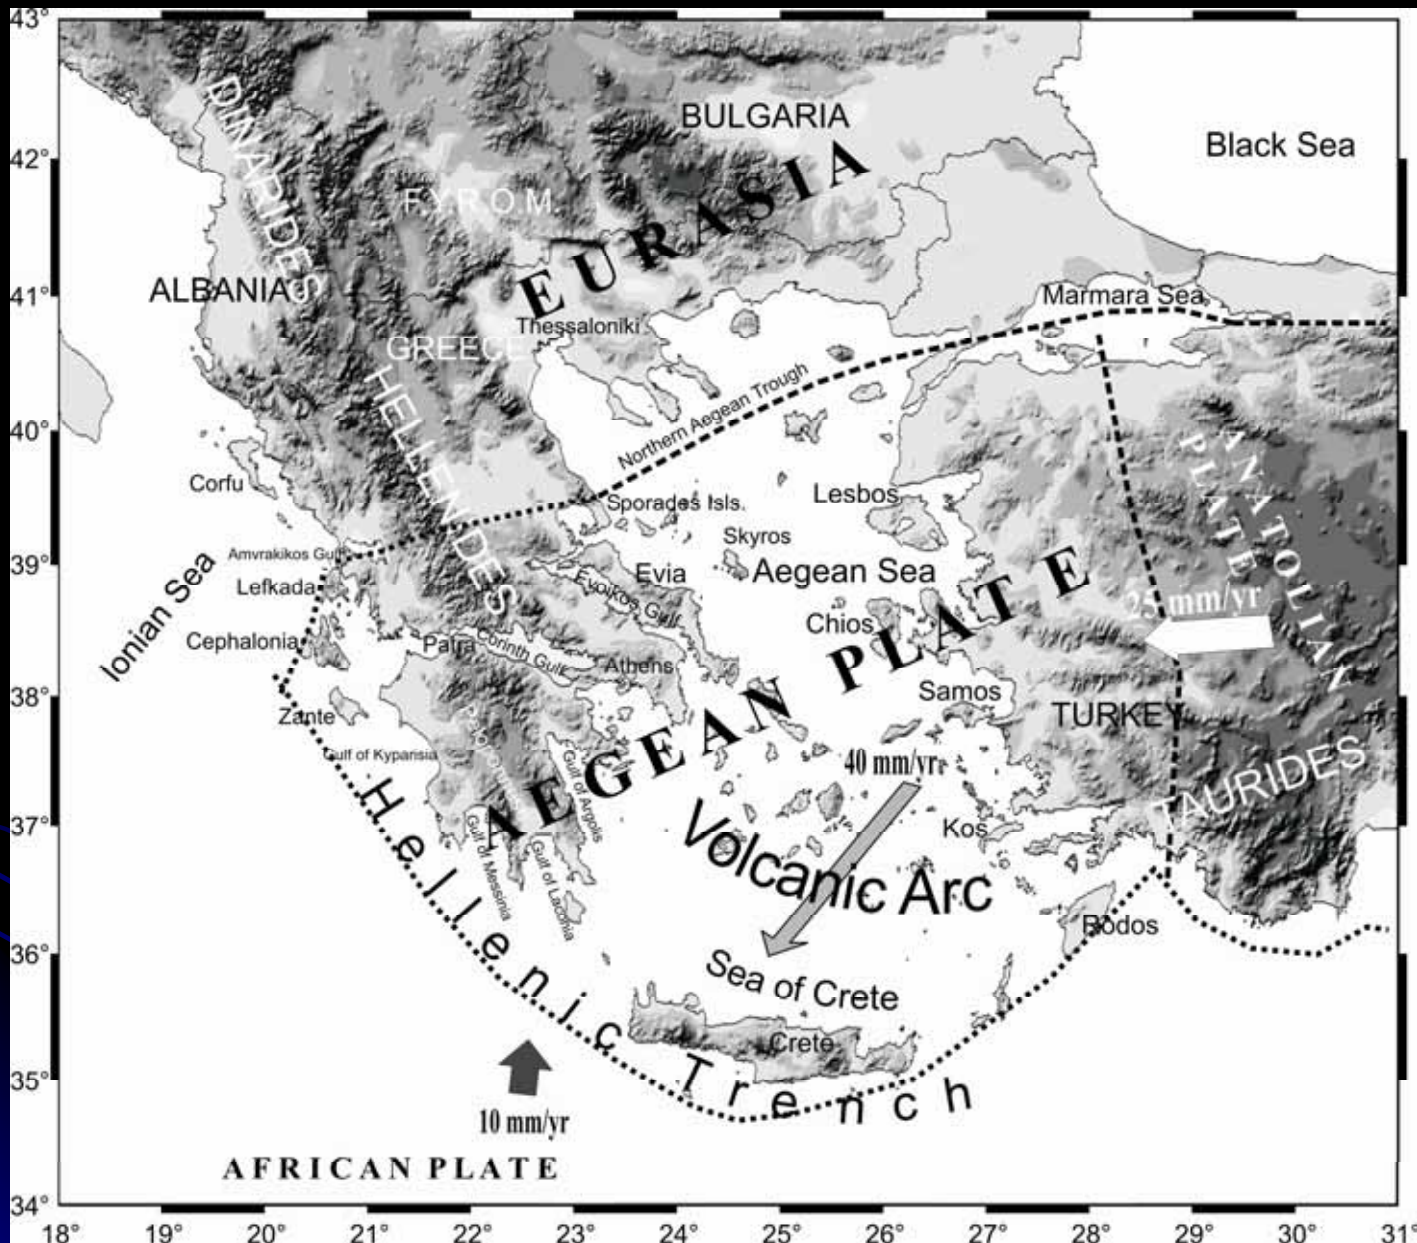 43°
42°
41°
40°
39°
38°
37°
36°
35°
34°
18°
19°
20°
21°
22°
23°
24°
25°
26°
27°
28°
29°
30°
31°
DINARIDES
BULGARIA
Black Sea
F.Y.R.O.M.
EURASIA
ALBANIA
Marmara Sea
Thessaloniki
GREECE
Northern Aegean Trough
HELLENIDES
ANATOLIAN
PLATE
Corfu
Sporades Isls.
Lesbos
Skyros
Amvrakikos Gulf
Ionian Sea
Lefkada
Evia
Aegean Sea
Evoikos Gulf
25 mm/yr
Chios
Cephalonia
Patra
Corinth Gulf
Athens
AEGEAN PLATE
Samos
Zante
TURKEY
Gulf of Kyparisia
Gulf of Argolis
40 mm/yr
TAURIDES
Kos
Gulf of Messinia
Gulf of Laconia
Volcanic Arc
Rodos
Sea of Crete
Crete
Hellenic Trench
10 mm/yr
AFRICAN PLATE